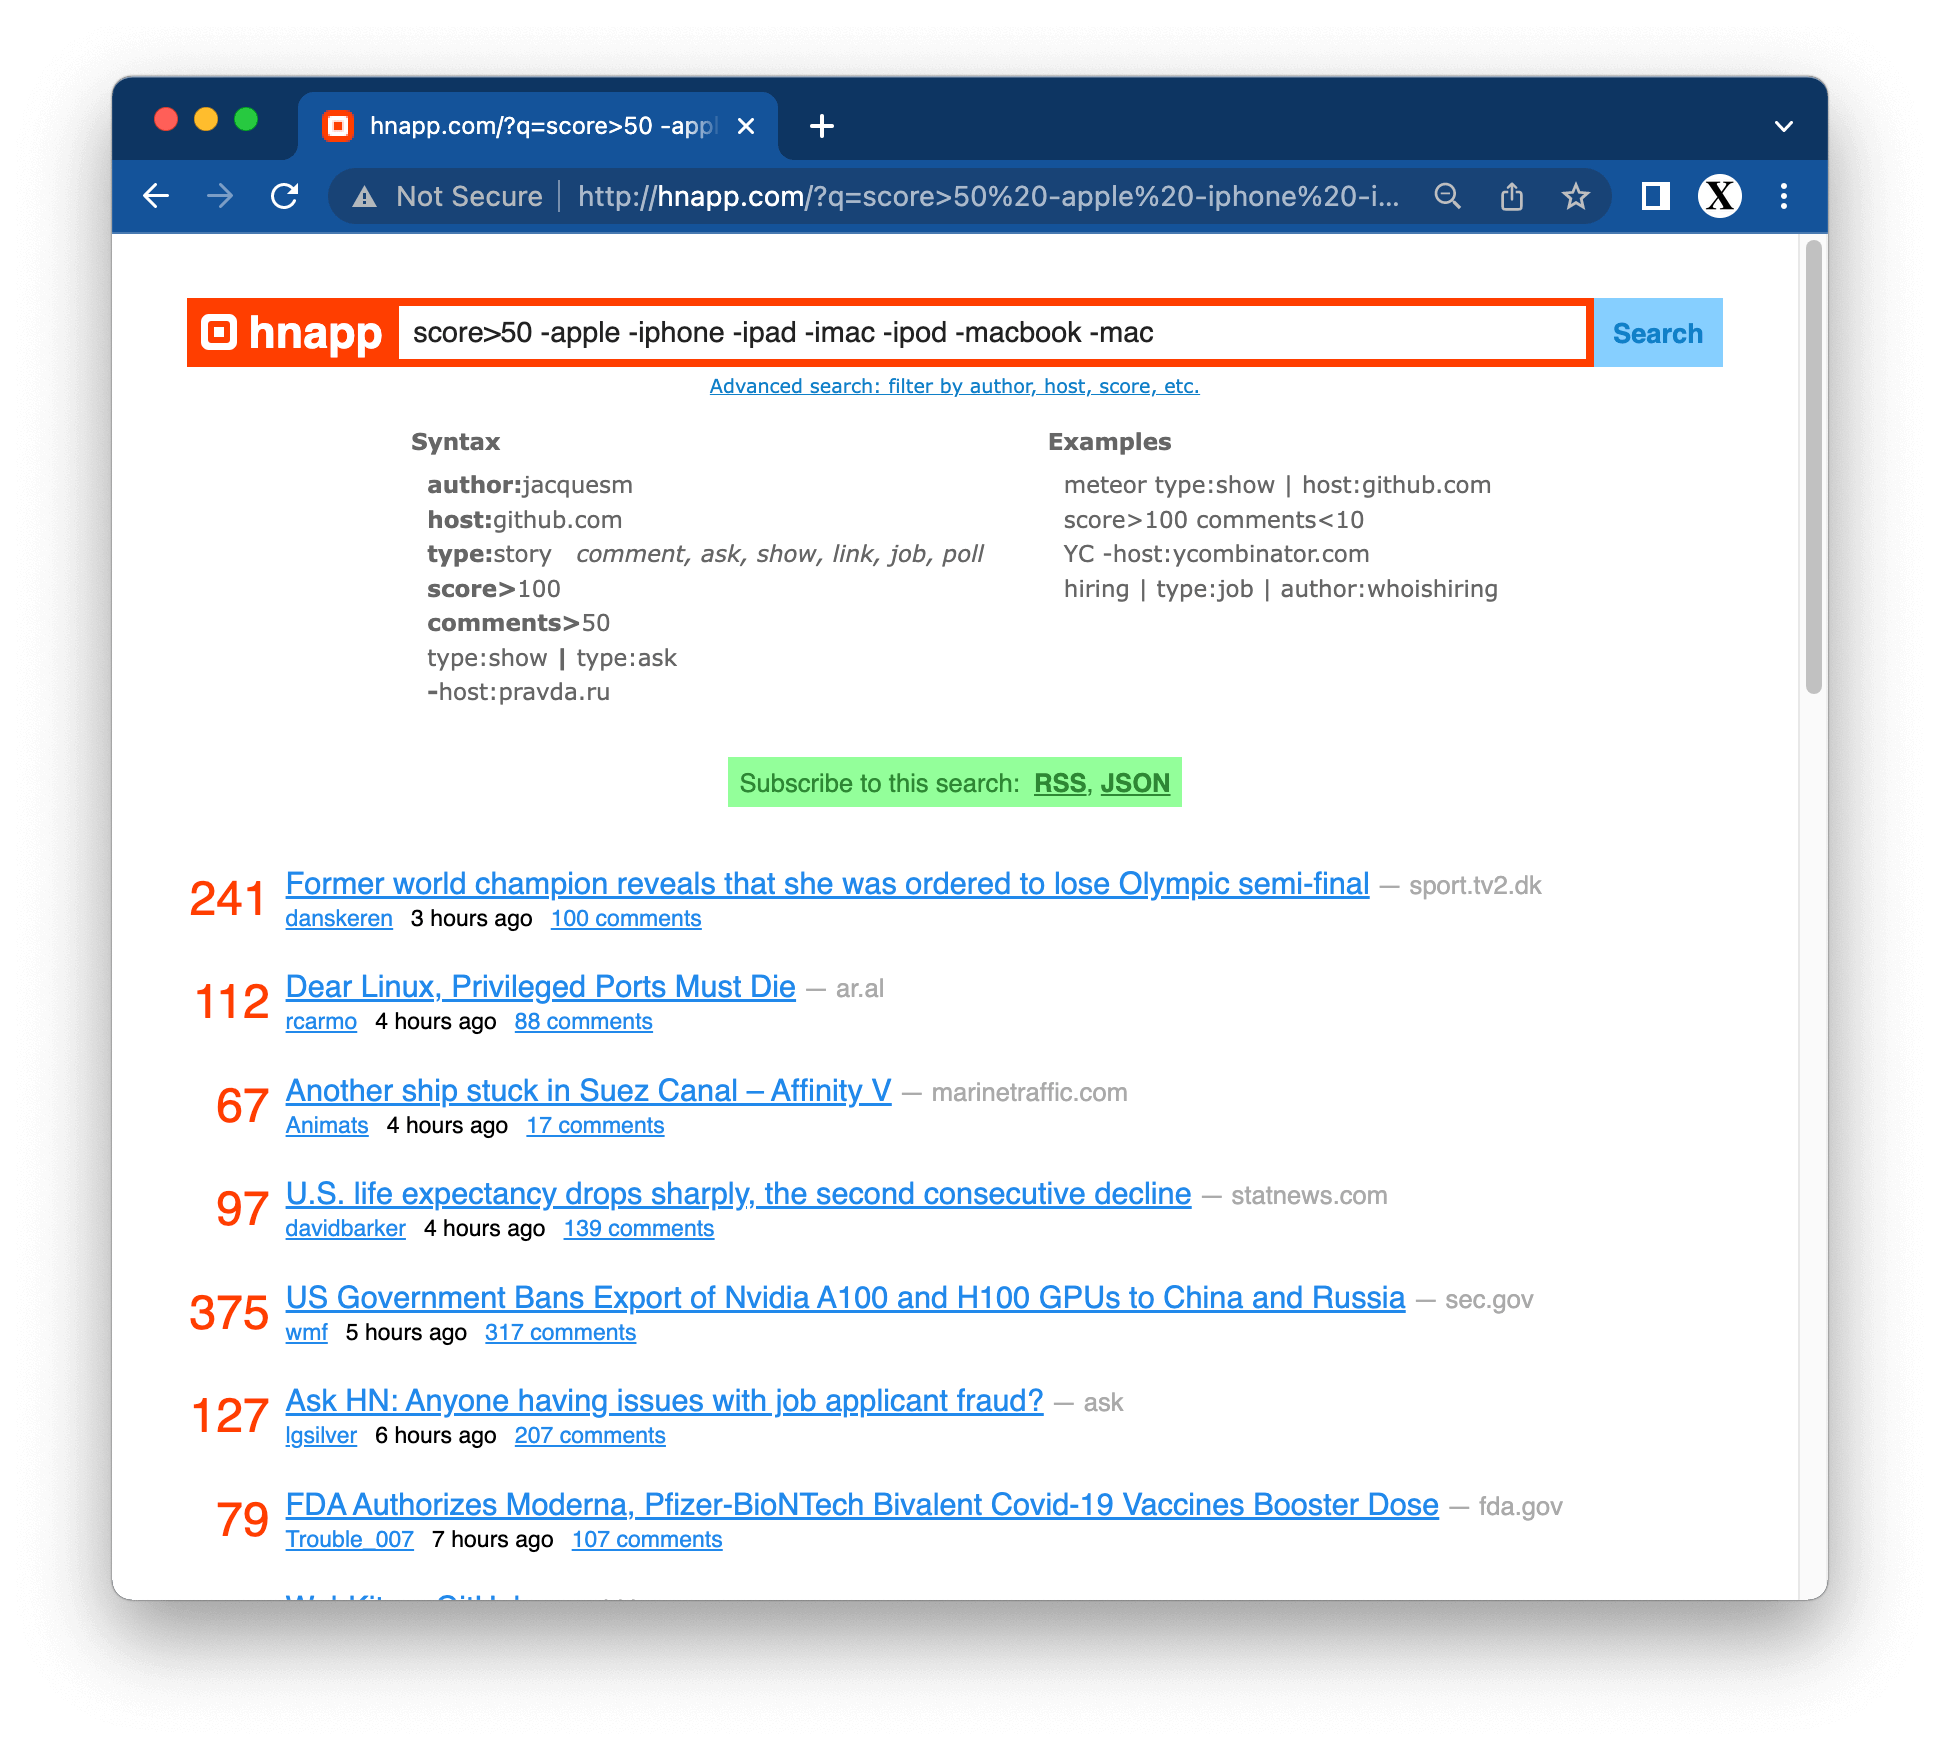 hnapp.com/?q=score>50 -appl
Not Secure http://hnapp.com/?q=score>50%20-apple%20-iphone%20-i...
X
hnapp score>50 -apple -iphone -ipad -imac -ipod -macbook -mac Search
Advanced search: filter by author, host, score, etc.
Syntax
author:jacquesm
host:github.com
type:story comment, ask, show, link, job, poll
score>100
comments>50
type:show | type:ask
-host:pravda.ru
Examples
meteor type:show | host:github.com
score>100 comments<10
YC -host:ycombinator.com
hiring | type:job | author:whoishiring
Subscribe to this search: RSS, JSON
241 Former world champion reveals that she was ordered to lose Olympic semi-final — sport.tv2.dk
danskeren 3 hours ago 100 comments
112 Dear Linux, Privileged Ports Must Die — ar.al
rcarmo 4 hours ago 88 comments
67 Another ship stuck in Suez Canal – Affinity V — marinetraffic.com
Animats 4 hours ago 17 comments
97 U.S. life expectancy drops sharply, the second consecutive decline — statnews.com
davidbarker 4 hours ago 139 comments
375 US Government Bans Export of Nvidia A100 and H100 GPUs to China and Russia — sec.gov
wmf 5 hours ago 317 comments
127 Ask HN: Anyone having issues with job applicant fraud? — ask
lgsilver 6 hours ago 207 comments
79 FDA Authorizes Moderna, Pfizer-BioNTech Bivalent Covid-19 Vaccines Booster Dose — fda.gov
Trouble_007 7 hours ago 107 comments